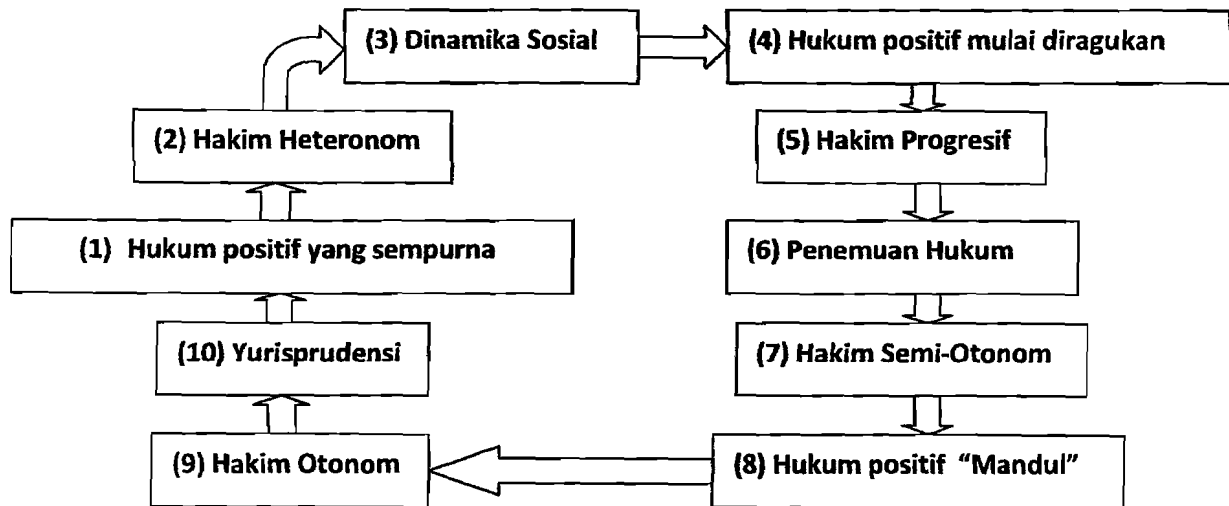 (3) Dinamika Sosial
(4) Hukum positif mulai diragukan
(2) Hakim Heteronom
(5) Hakim Progresif
(1) Hukum positif yang sempurna
(6) Penemuan Hukum
(10) Yurisprudensi
(7) Hakim Semi-Otonom
(9) Hakim Otonom
(8) Hukum positif “Mandul”